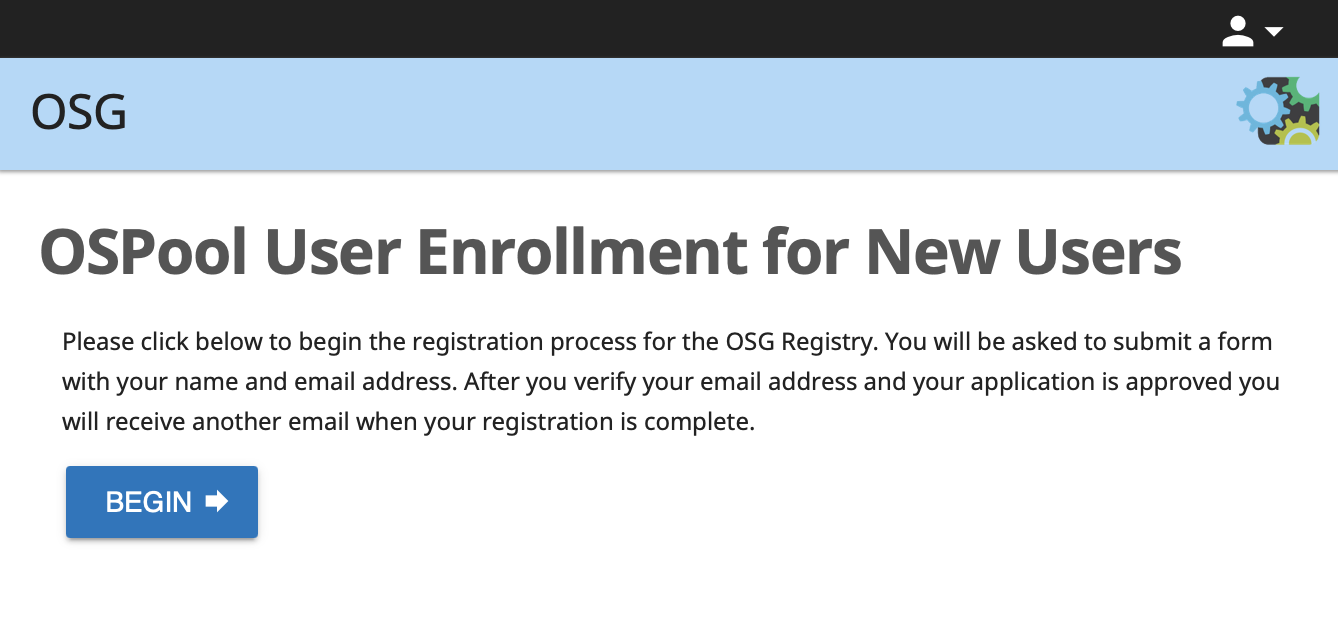 OSG
OSPool User Enrollment for New Users
Please click below to begin the registration process for the OSG Registry. You will be asked to submit a form
with your name and email address. After you verify your email address and your application is approved you
will receive another email when your registration is complete.
BEGIN